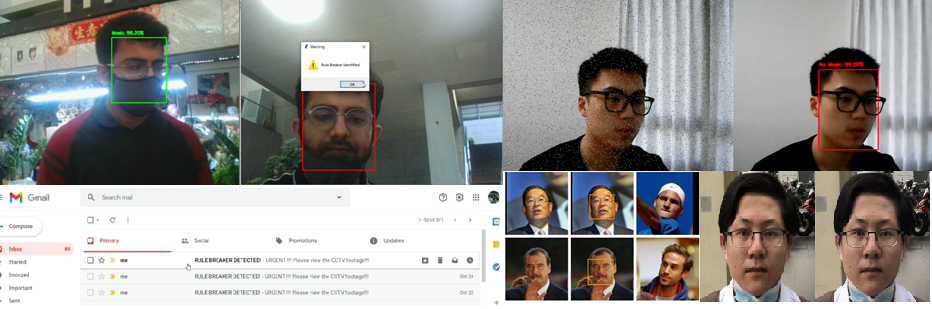 Mask: 96.20%
Warning
Rule Breaker Identified
OK
No Mask: 99.06%
Gmail
Search mail
Compose
1-50 of 571
Primary
Social
Promotions
Updates
Inbox
80
Starred
Snoozed
Important
Sent
me
RULE BREAKER DETECTED! - URGENT !!! Please view the CCTV footage!!!
me
RULE BREAKER DETECTED! - URGENT !!! Please view the CCTV footage!!!
Oct 24
me
RULE BREAKER DETECTED! - URGENT !!! Please view the CCTV footage!!!